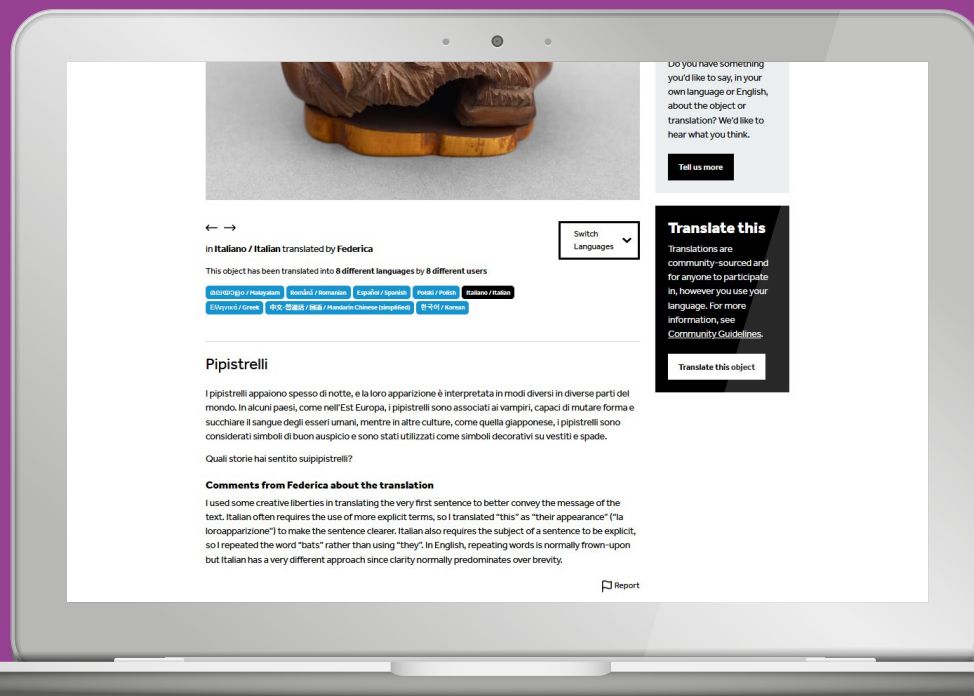 Do you have something
you'd like to say, in your
own language or English,
about the object or
translation? We'd like to
hear what you think.
Tell us more
← →
in Italiano / Italian translated by Federica
Switch
Languages
This object has been translated into 8 different languages by 8 different users
മലയാളം / Malayalam Română / Romanian Español / Spanish Polski / Polish Italiano / Italian
Ελληνικά / Greek 中文-普通话 / 国语 / Mandarin Chinese (simplified) 한국어 / Korean
Translate this
Translations are
community-sourced and
for anyone to participate
in, however you use your
language. For more
information, see
Community Guidelines.
Translate this object
Pipistrelli
I pipistrelli appaiono spesso di notte, e la loro apparizione è interpretata in modi diversi in diverse parti del
mondo. In alcuni paesi, come nell'Est Europa, i pipistrelli sono associati ai vampiri, capaci di mutare forma e
succhiare il sangue degli esseri umani, mentre in altre culture, come quella giapponese, i pipistrelli sono
considerati simboli di buon auspicio e sono stati utilizzati come simboli decorativi su vestiti e spade.
Quali storie hai sentito suipipistrelli?
Comments from Federica about the translation
I used some creative liberties in translating the very first sentence to better convey the message of the
text. Italian often requires the use of more explicit terms, so I translated “this” as “their appearance” (“la
loroapparizione”) to make the sentence clearer. Italian also requires the subject of a sentence to be explicit,
so I repeated the word “bats” rather than using “they”. In English, repeating words is normally frown-upon
but Italian has a very different approach since clarity normally predominates over brevity.
Report